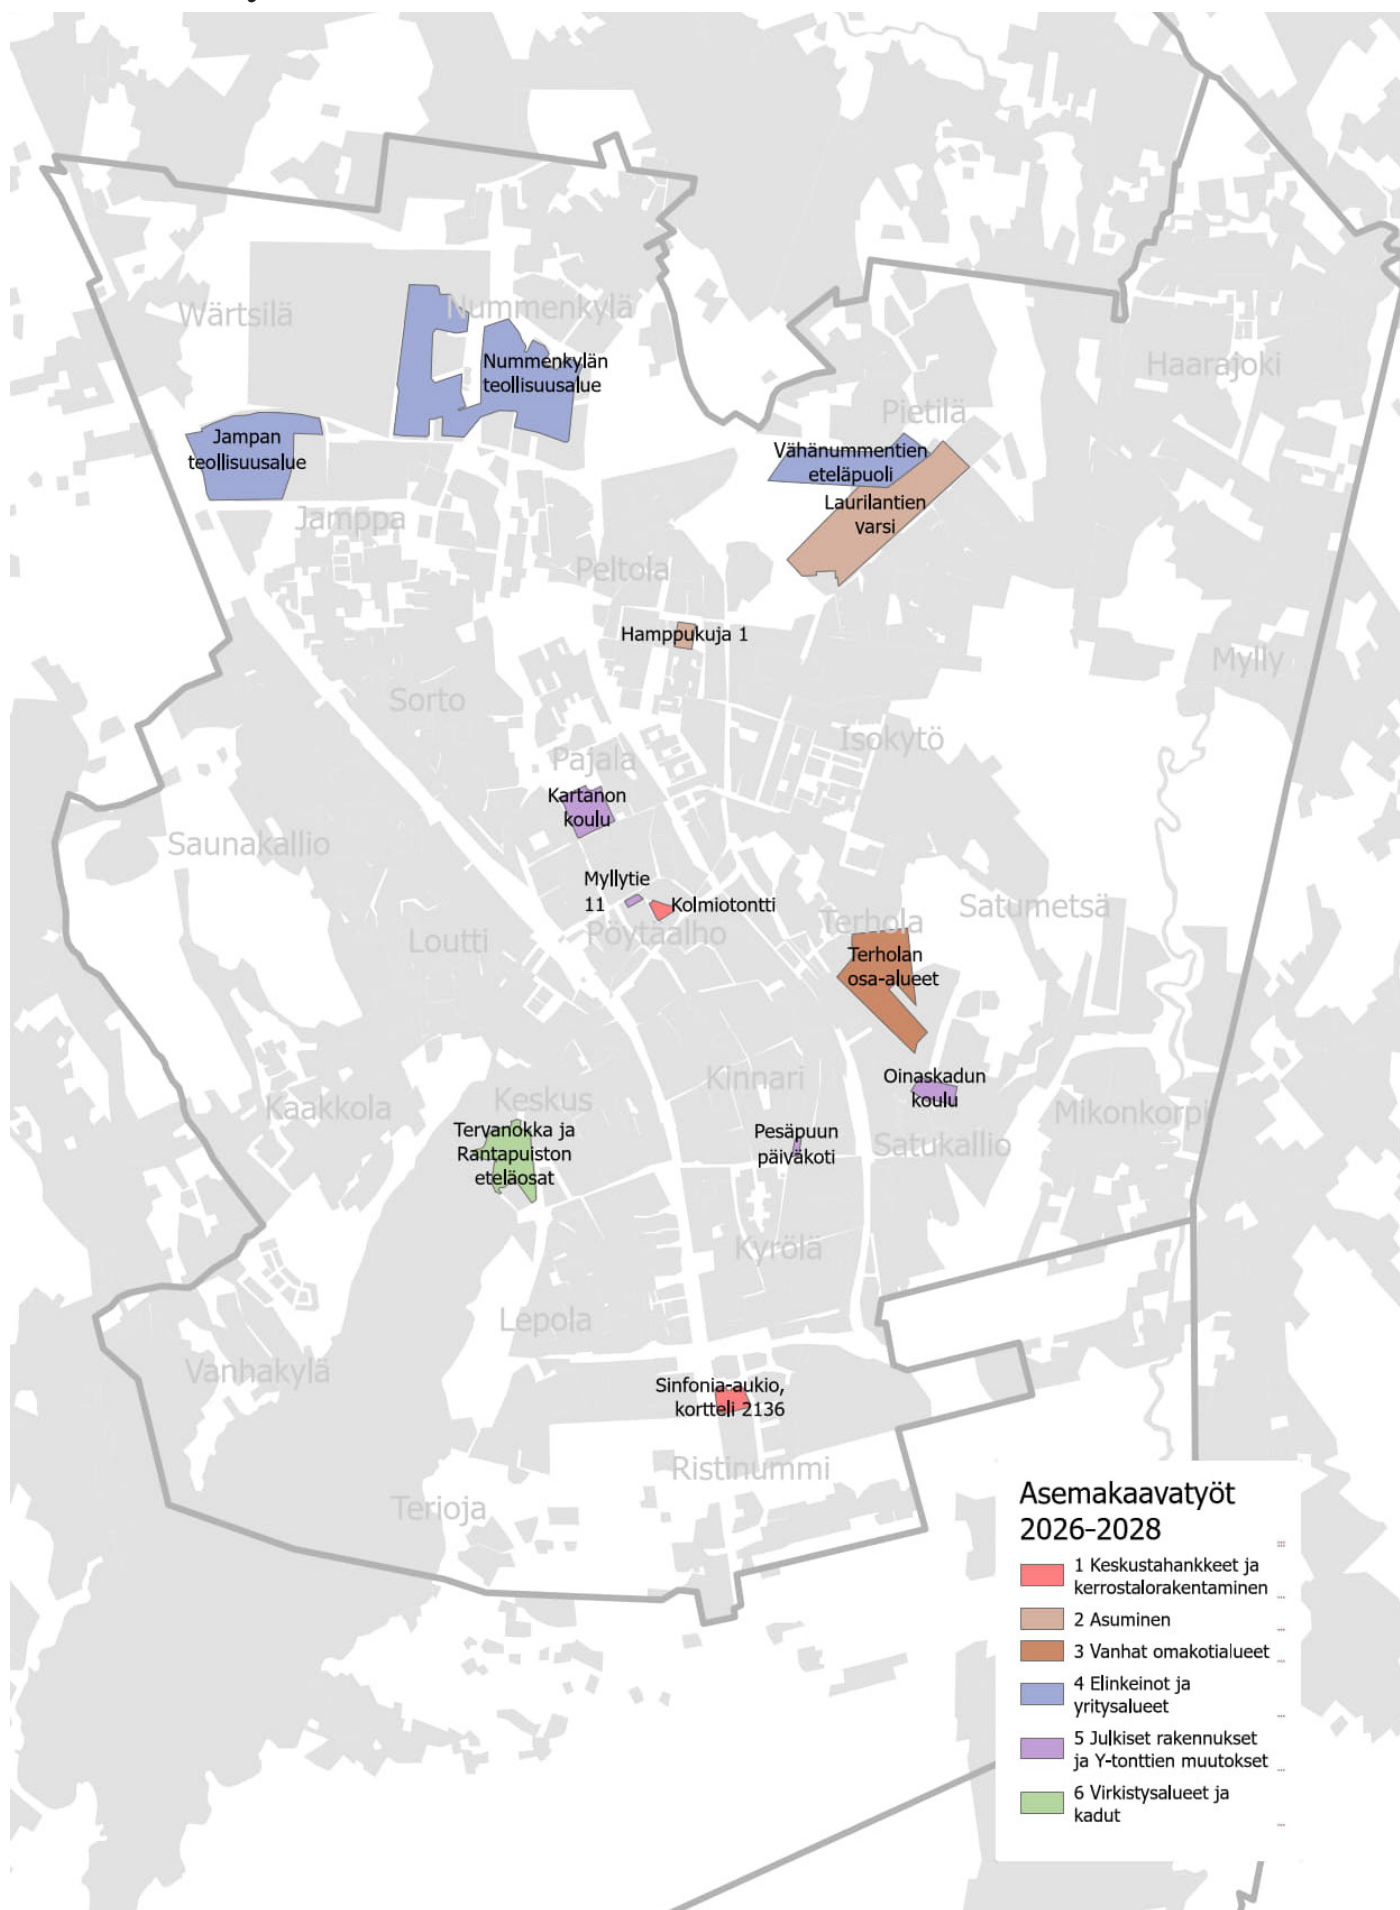 Wärtsilä
Nummenkylä
Nummenkylän
teollisuusalue
Haarajoki
Pietilä
Jampan
teollisuusalue
Vähänummentien
eteläpuoli
Laurilantien
varsi
Jamppa
Peltola
Hamppukuja 1
Mylly
Sorto
Isokytö
Pajala
Kartanon
koulu
Saunakallio
Myllytie
11
Kolmiotontti
Satumetsä
Terhola
Pöytäalho
Loutti
Terholan
osa-alueet
Kinnari
Oinaskadun
koulu
Keskus
Kaakkola
Mikonkorpi
Tervanokka ja
Rantapuiston
eteläosat
Pesäpuun
päiväkoti
Satukallio
Kyrölä
Lepola
Vanhakylä
Sinfonia-aukio,
kortteli 2136
Ristinummi
Terioja
Asemakaavatyöt
2026-2028
1 Keskustahankkeet ja
kerrostalorakentaminen
2 Asuminen
3 Vanhat omakotialueet
4 Elinkeinot ja
yritysalueet
5 Julkiset rakennukset
ja Y-tonttien muutokset
6 Virkistysalueet ja
kadut